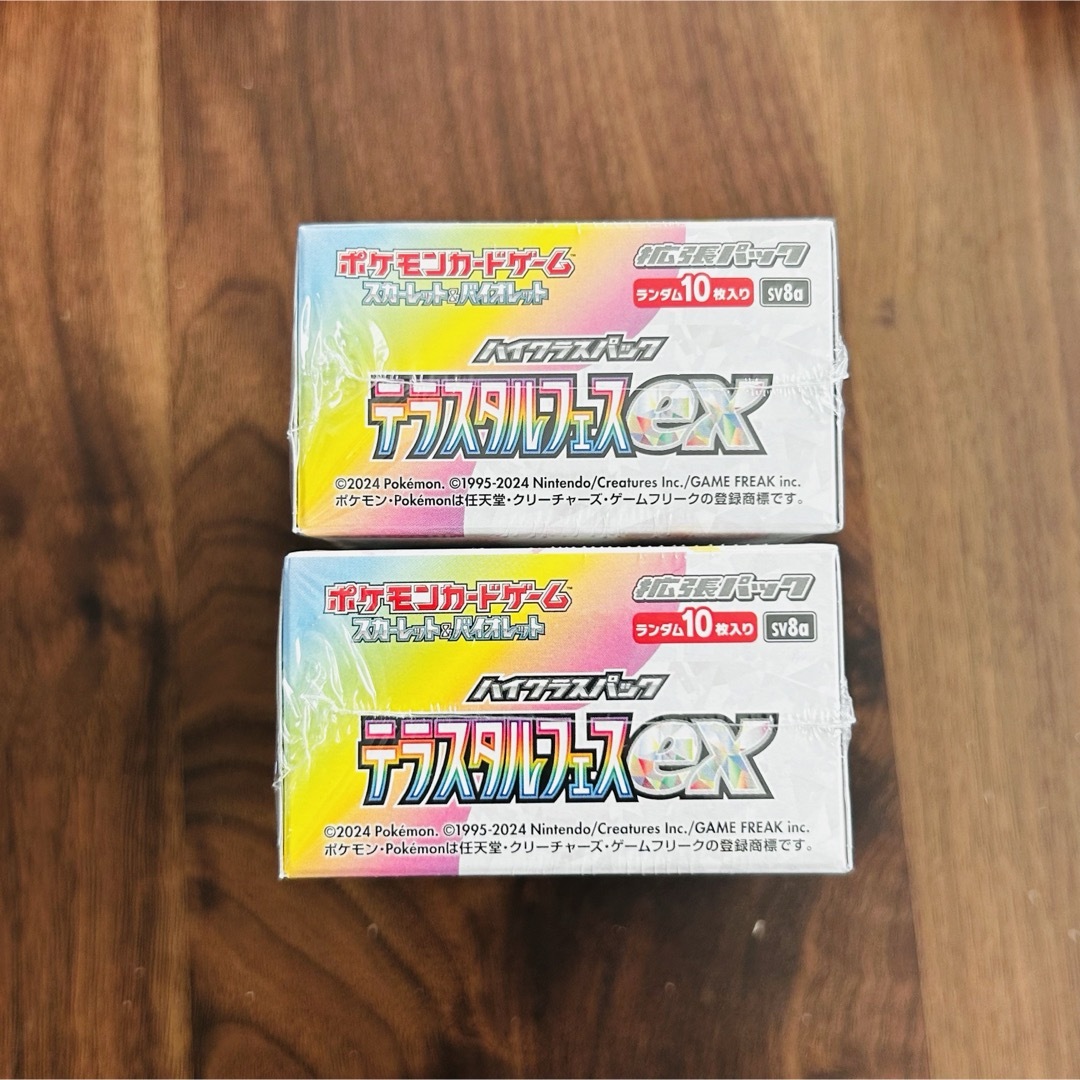 ポケモンカードゲーム™
スカーレット&バイオレット
拡張パック
ランダム10枚入り SV8a
ハイクラスパック
テラスタルフェスex
©2024 Pokémon. ©1995-2024 Nintendo/Creatures Inc./GAME FREAK inc.
ポケモン・Pokémonは任天堂・クリーチャーズ・ゲームフリークの登録商標です。
ポケモンカードゲーム™
スカーレット&バイオレット
拡張パック
ランダム10枚入り SV8a
ハイクラスパック
テラスタルフェスex
©2024 Pokémon. ©1995-2024 Nintendo/Creatures Inc./GAME FREAK inc.
ポケモン・Pokémonは任天堂・クリーチャーズ・ゲームフリークの登録商標です。